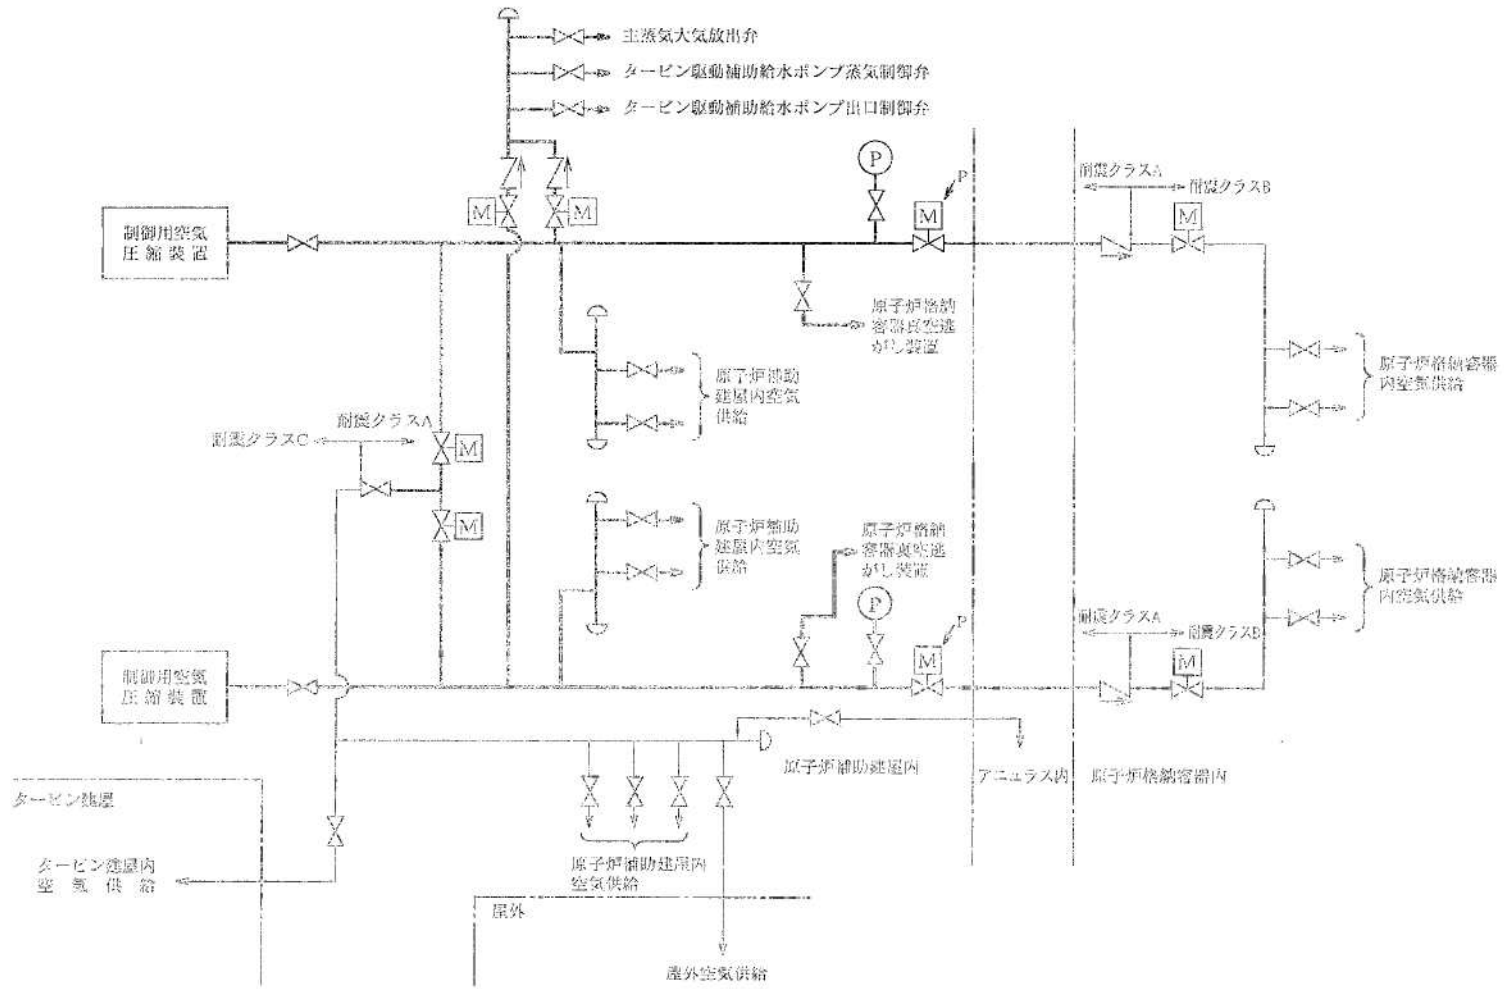 主蒸気大気放出弁
タービン駆動補助給水ポンプ蒸気制御弁
タービン駆動補助給水ポンプ出口制御弁
P
P
耐震クラスA
耐震クラスB
M
M
M
M
制御用空気
圧縮装置
原子炉格納
容器真空逃
がし装置
原子炉補助
建屋内空気
供給
原子炉格納容器
内空気供給
耐震クラスA
耐震クラスC
M
M
原子炉補助
建屋内空気
供給
原子炉格納
容器真空逃
がし装置
原子炉格納容器
内空気供給
P
P
耐震クラスA
耐震クラスB
M
M
制御用空気
圧縮装置
原子炉補助建屋内
アニュラス内
原子炉格納容器内
タービン建屋
タービン建屋内
空気供給
原子炉補助建屋内
空気供給
屋外
屋外空気供給